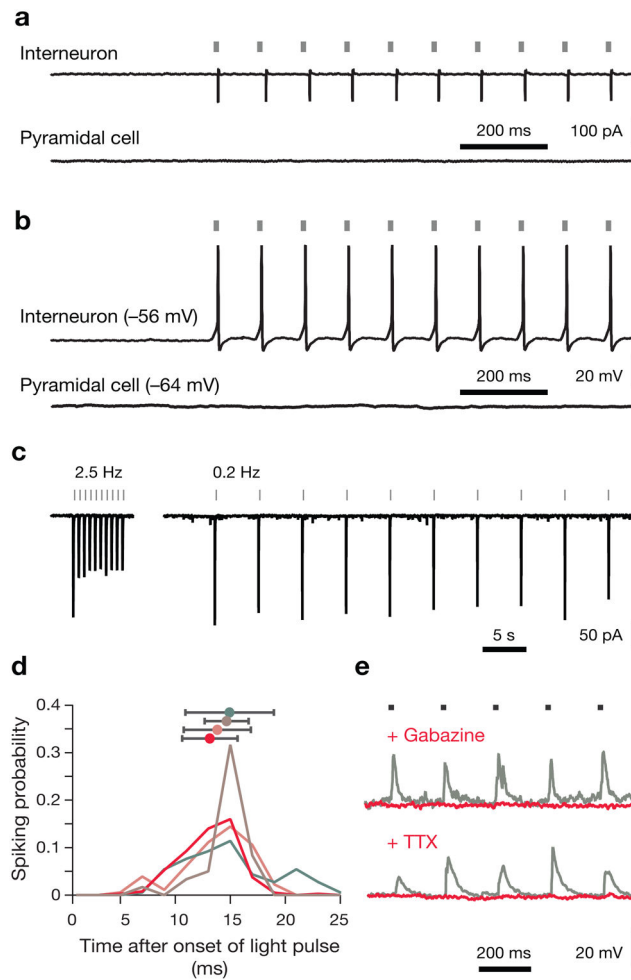 a
Interneuron
Pyramidal cell
200 ms 100 pA
b
Interneuron (–56 mV)
Pyramidal cell (–64 mV)
200 ms 20 mV
c
2.5 Hz 0.2 Hz
5 s 50 pA
d
0.4
0.3
0.2
0.1
0
Spiking probability
0 5 10 15 20 25
Time after onset of light pulse
(ms)
e
+ Gabazine
+ TTX
200 ms 20 mV